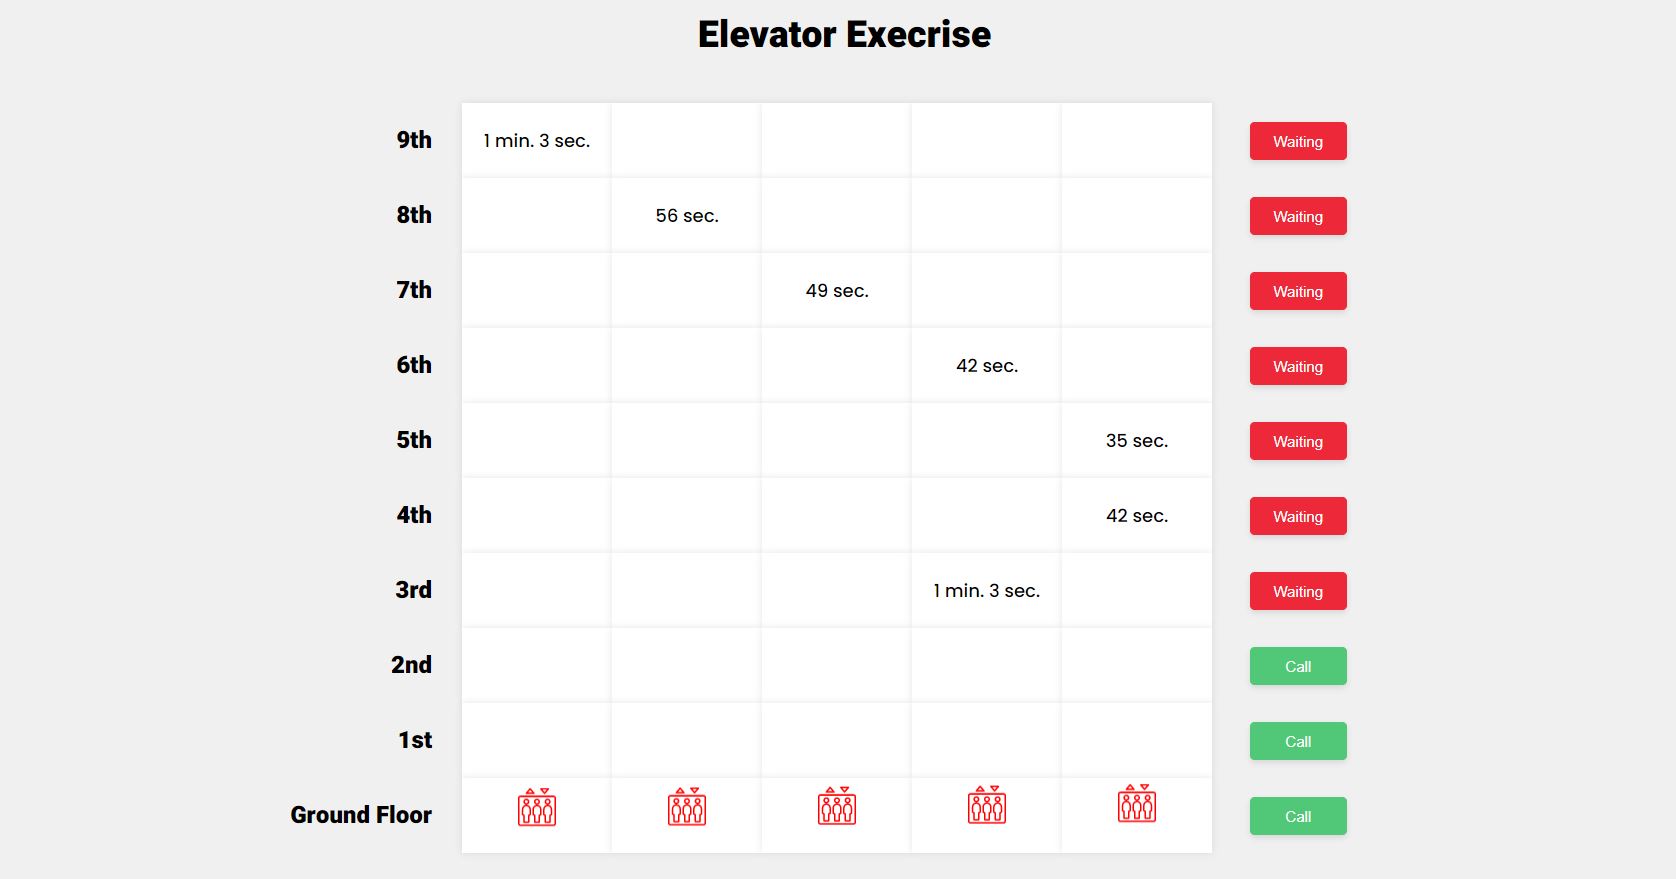 Elevator Execrise
9th 1 min. 3 sec. Waiting
8th 56 sec. Waiting
7th 49 sec. Waiting
6th 42 sec. Waiting
5th 35 sec. Waiting
4th 42 sec. Waiting
3rd 1 min. 3 sec. Waiting
2nd Call
1st Call
Ground Floor Call